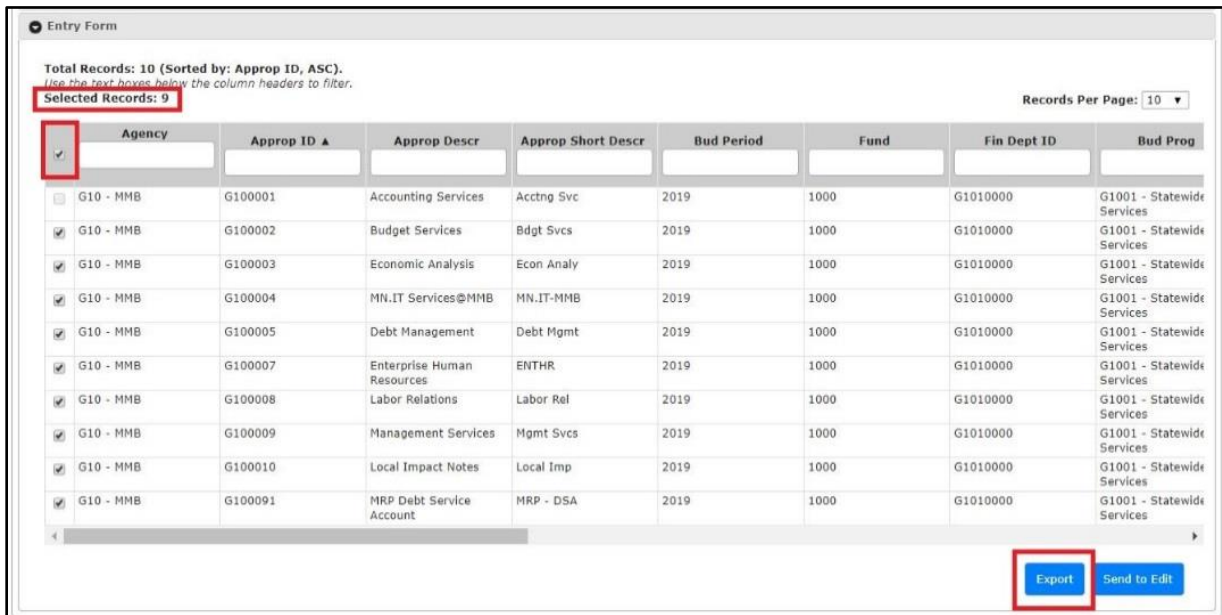 Entry Form
Total Records: 10 (Sorted by: Approp ID, ASC).
Use the text boxes below the column headers to filter.
Selected Records: 9
Records Per Page: 10 ▼
Agency Approp ID ▲ Approp Descr Approp Short Descr Bud Period Fund Fin Dept ID Bud Prog
G10 - MMB G100001 Accounting Services Acctng Svc 2019 1000 G1010000 G1001 - Statewide
Services
G10 - MMB G100002 Budget Services Bdgt Svcs 2019 1000 G1010000 G1001 - Statewide
Services
G10 - MMB G100003 Economic Analysis Econ Analy 2019 1000 G1010000 G1001 - Statewide
Services
G10 - MMB G100004 MN.IT Services@MMB MN.IT-MMB 2019 1000 G1010000 G1001 - Statewide
Services
G10 - MMB G100005 Debt Management Debt Mgmt 2019 1000 G1010000 G1001 - Statewide
Services
G10 - MMB G100007 Enterprise Human ENTHR 2019 1000 G1010000 G1001 - Statewide
Resources Services
G10 - MMB G100008 Labor Relations Labor Rel 2019 1000 G1010000 G1001 - Statewide
Services
G10 - MMB G100009 Management Services Mgmt Svcs 2019 1000 G1010000 G1001 - Statewide
Services
G10 - MMB G100010 Local Impact Notes Local Imp 2019 1000 G1010000 G1001 - Statewide
Services
G10 - MMB G100091 MRP Debt Service MRP - DSA 2019 1000 G1010000 G1001 - Statewide
Account Services
Export Send to Edit